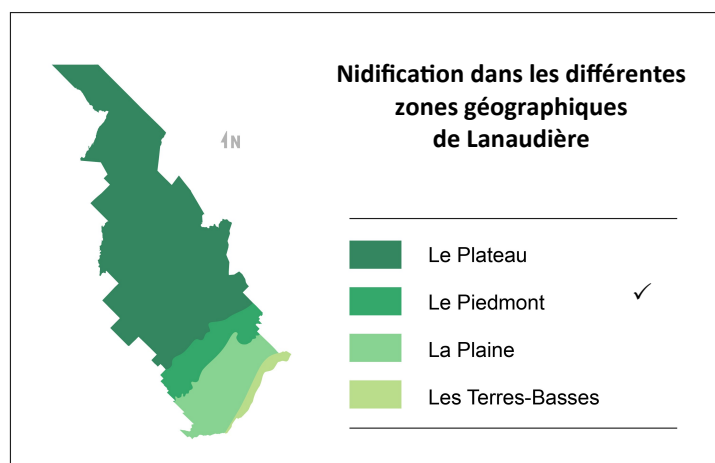 Nidification dans les différentes
zones géographiques
de Lanaudière
N
Le Plateau
Le Piedmont ✓
La Plaine
Les Terres-Basses